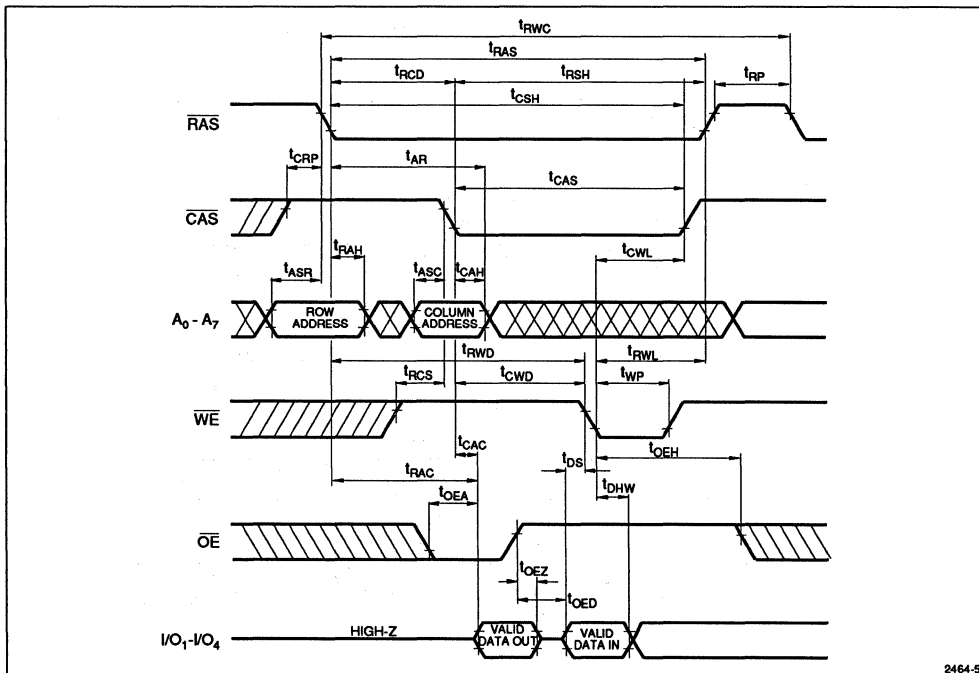 tRWC
tRAS
tRCD tRSH tRP
tCSH
RAS
tCRP tAR
tCAS
CAS
tRAH tCWL
tASR tASC tCAH
A0 - A7 ROW ADDRESS COLUMN ADDRESS
tRWD tRWL
tRCS tCWD tWP
WE
tCAC tOEH
tRAC tDS
tOEA tDHW
OE
tOEZ
tOED
I/O1-I/O4 HIGH-Z VALID DATA OUT VALID DATA IN
2464-5